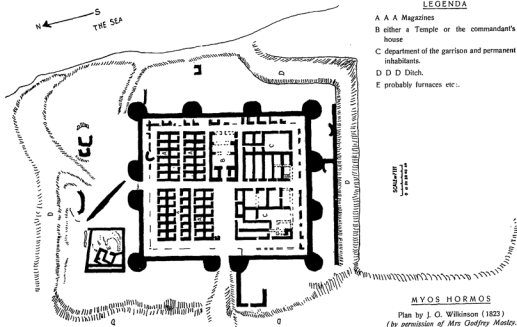 N
S
THE SEA
LEGENDA
A A A Magazines
B either a Temple or the commandant's
house
C department of the garrison and permanent
inhabitants.
D D D Ditch.
E probably furnaces etc:.
D
B
C
C
D
D
D
D
SCALE
MYOS HORMOS
Plan by J. G. Wilkinson (1823)
(by permission of Mrs Godfrey Mosley.